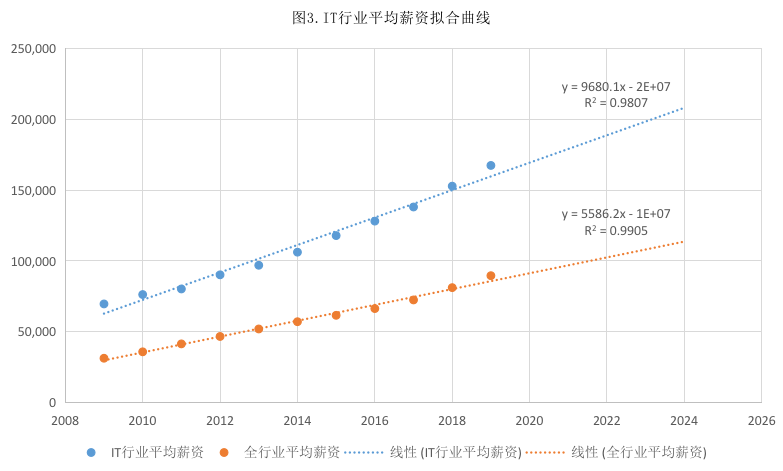 图3.IT行业平均薪资拟合曲线
250,000
200,000
150,000
100,000
50,000
0
y = 9680.1x - 2E+07
R² = 0.9807
y = 5586.2x - 1E+07
R² = 0.9905
2008 2010 2012 2014 2016 2018 2020 2022 2024 2026
IT行业平均薪资 全行业平均薪资 线性 (IT行业平均薪资) 线性 (全行业平均薪资)